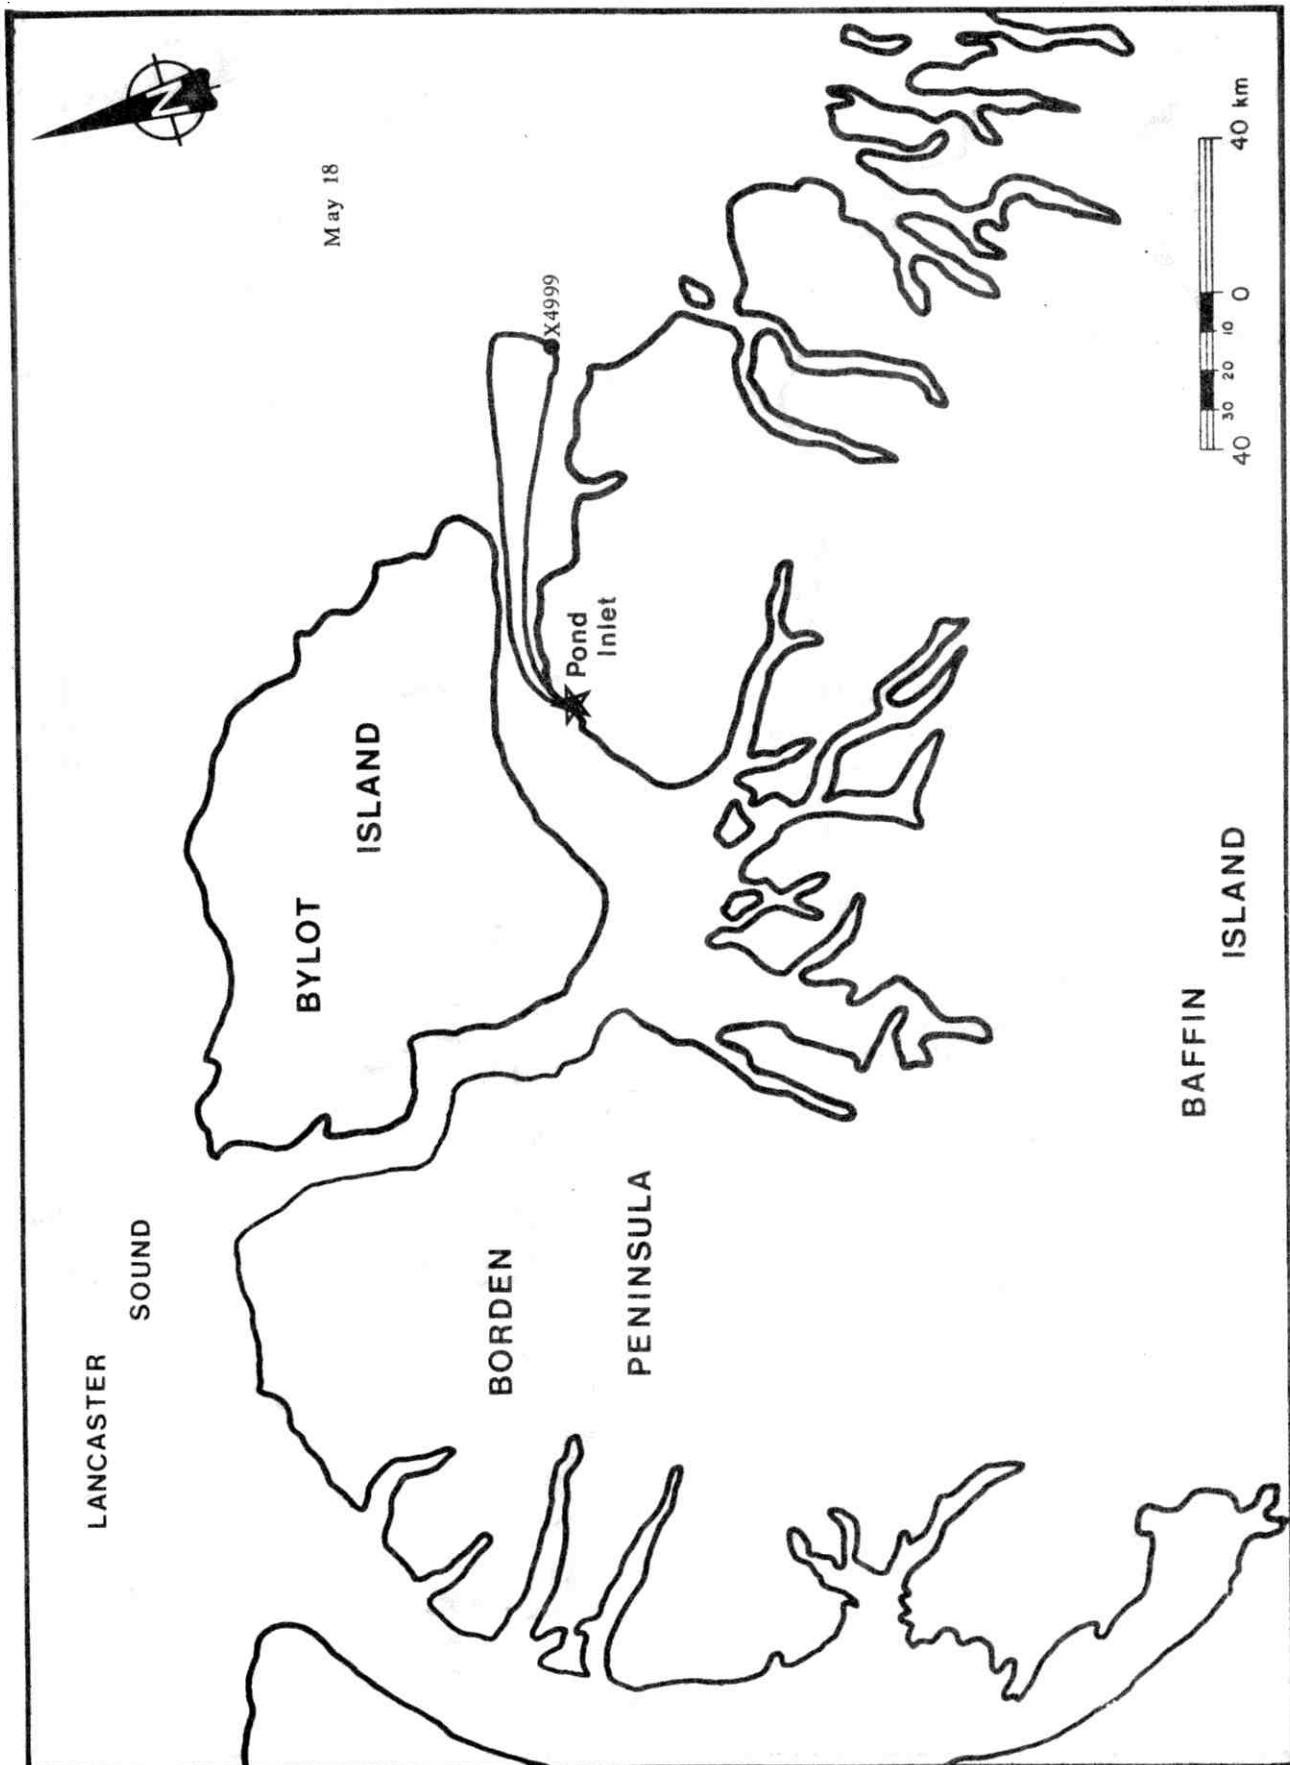 N
May 18
X4999
Pond
Inlet
BYLOT
ISLAND
LANCASTER
SOUND
BORDEN
PENINSULA
BAFFIN
ISLAND
40 30 20 10 0 40 km